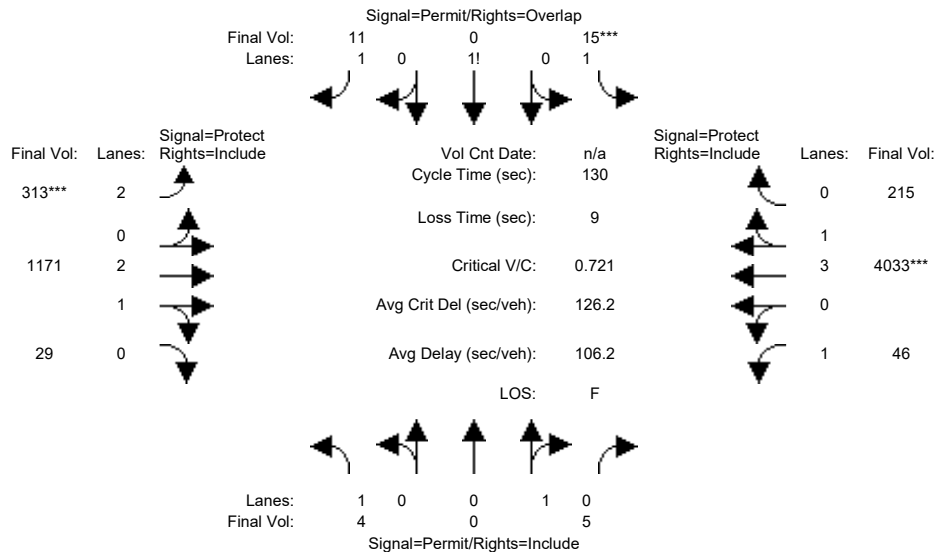 Signal=Permit/Rights=Overlap
Final Vol: 11 0 15***
Lanes: 1 0 1! 0 1
Signal=Protect
Final Vol: Lanes: Rights=Include
Vol Cnt Date: n/a
Signal=Protect
Rights=Include Lanes: Final Vol:
Cycle Time (sec): 130
313*** 2
0 215
Loss Time (sec): 9
0
1
1171 2
Critical V/C: 0.721
3 4033***
1
Avg Crit Del (sec/veh): 126.2
0
29 0
Avg Delay (sec/veh): 106.2
1 46
LOS: F
Lanes: 1 0 0 1 0
Final Vol: 4 0 5
Signal=Permit/Rights=Include